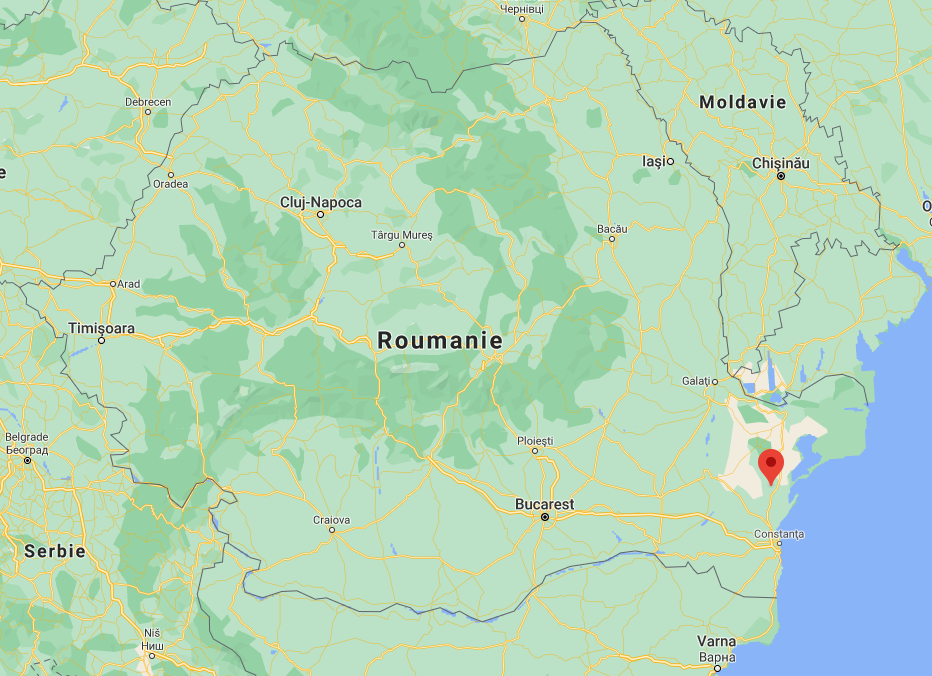 Чернівці
Debrecen
Moldavie
e
Iași
Chișinău
Oradea
Cluj-Napoca
Târgu Mureș
Bacău
Arad
Timișoara
Roumanie
Galați
Belgrade
Београд
Ploiești
Bucarest
Craiova
Constanța
Serbie
Niš
Ниш
Varna
Варна